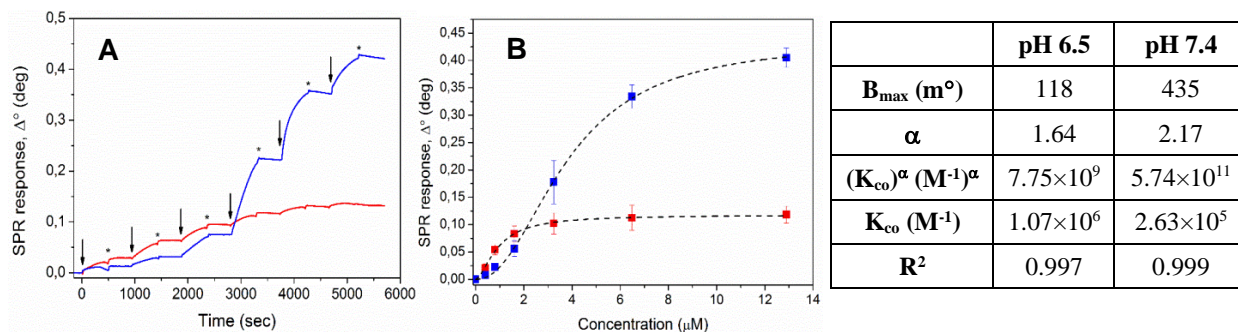 A
0,5
0,4
0,3
0,2
0,1
0,0
SPR response, Δ° (deg)
0 1000 2000 3000 4000 5000 6000
Time (sec)
* * * * * *
B
0,40
0,35
0,30
0,25
0,20
0,15
0,10
0,05
0,00
SPR response, Δ° (deg)
0 2 4 6 8 10 12 14
Concentration (μM)
pH 6.5 pH 7.4
Bmax (m°) 118 435
α 1.64 2.17
(Kco)α (M-1)α 7.75×10⁹ 5.74×10¹¹
Kco (M-1) 1.07×10⁶ 2.63×10⁵
R² 0.997 0.999